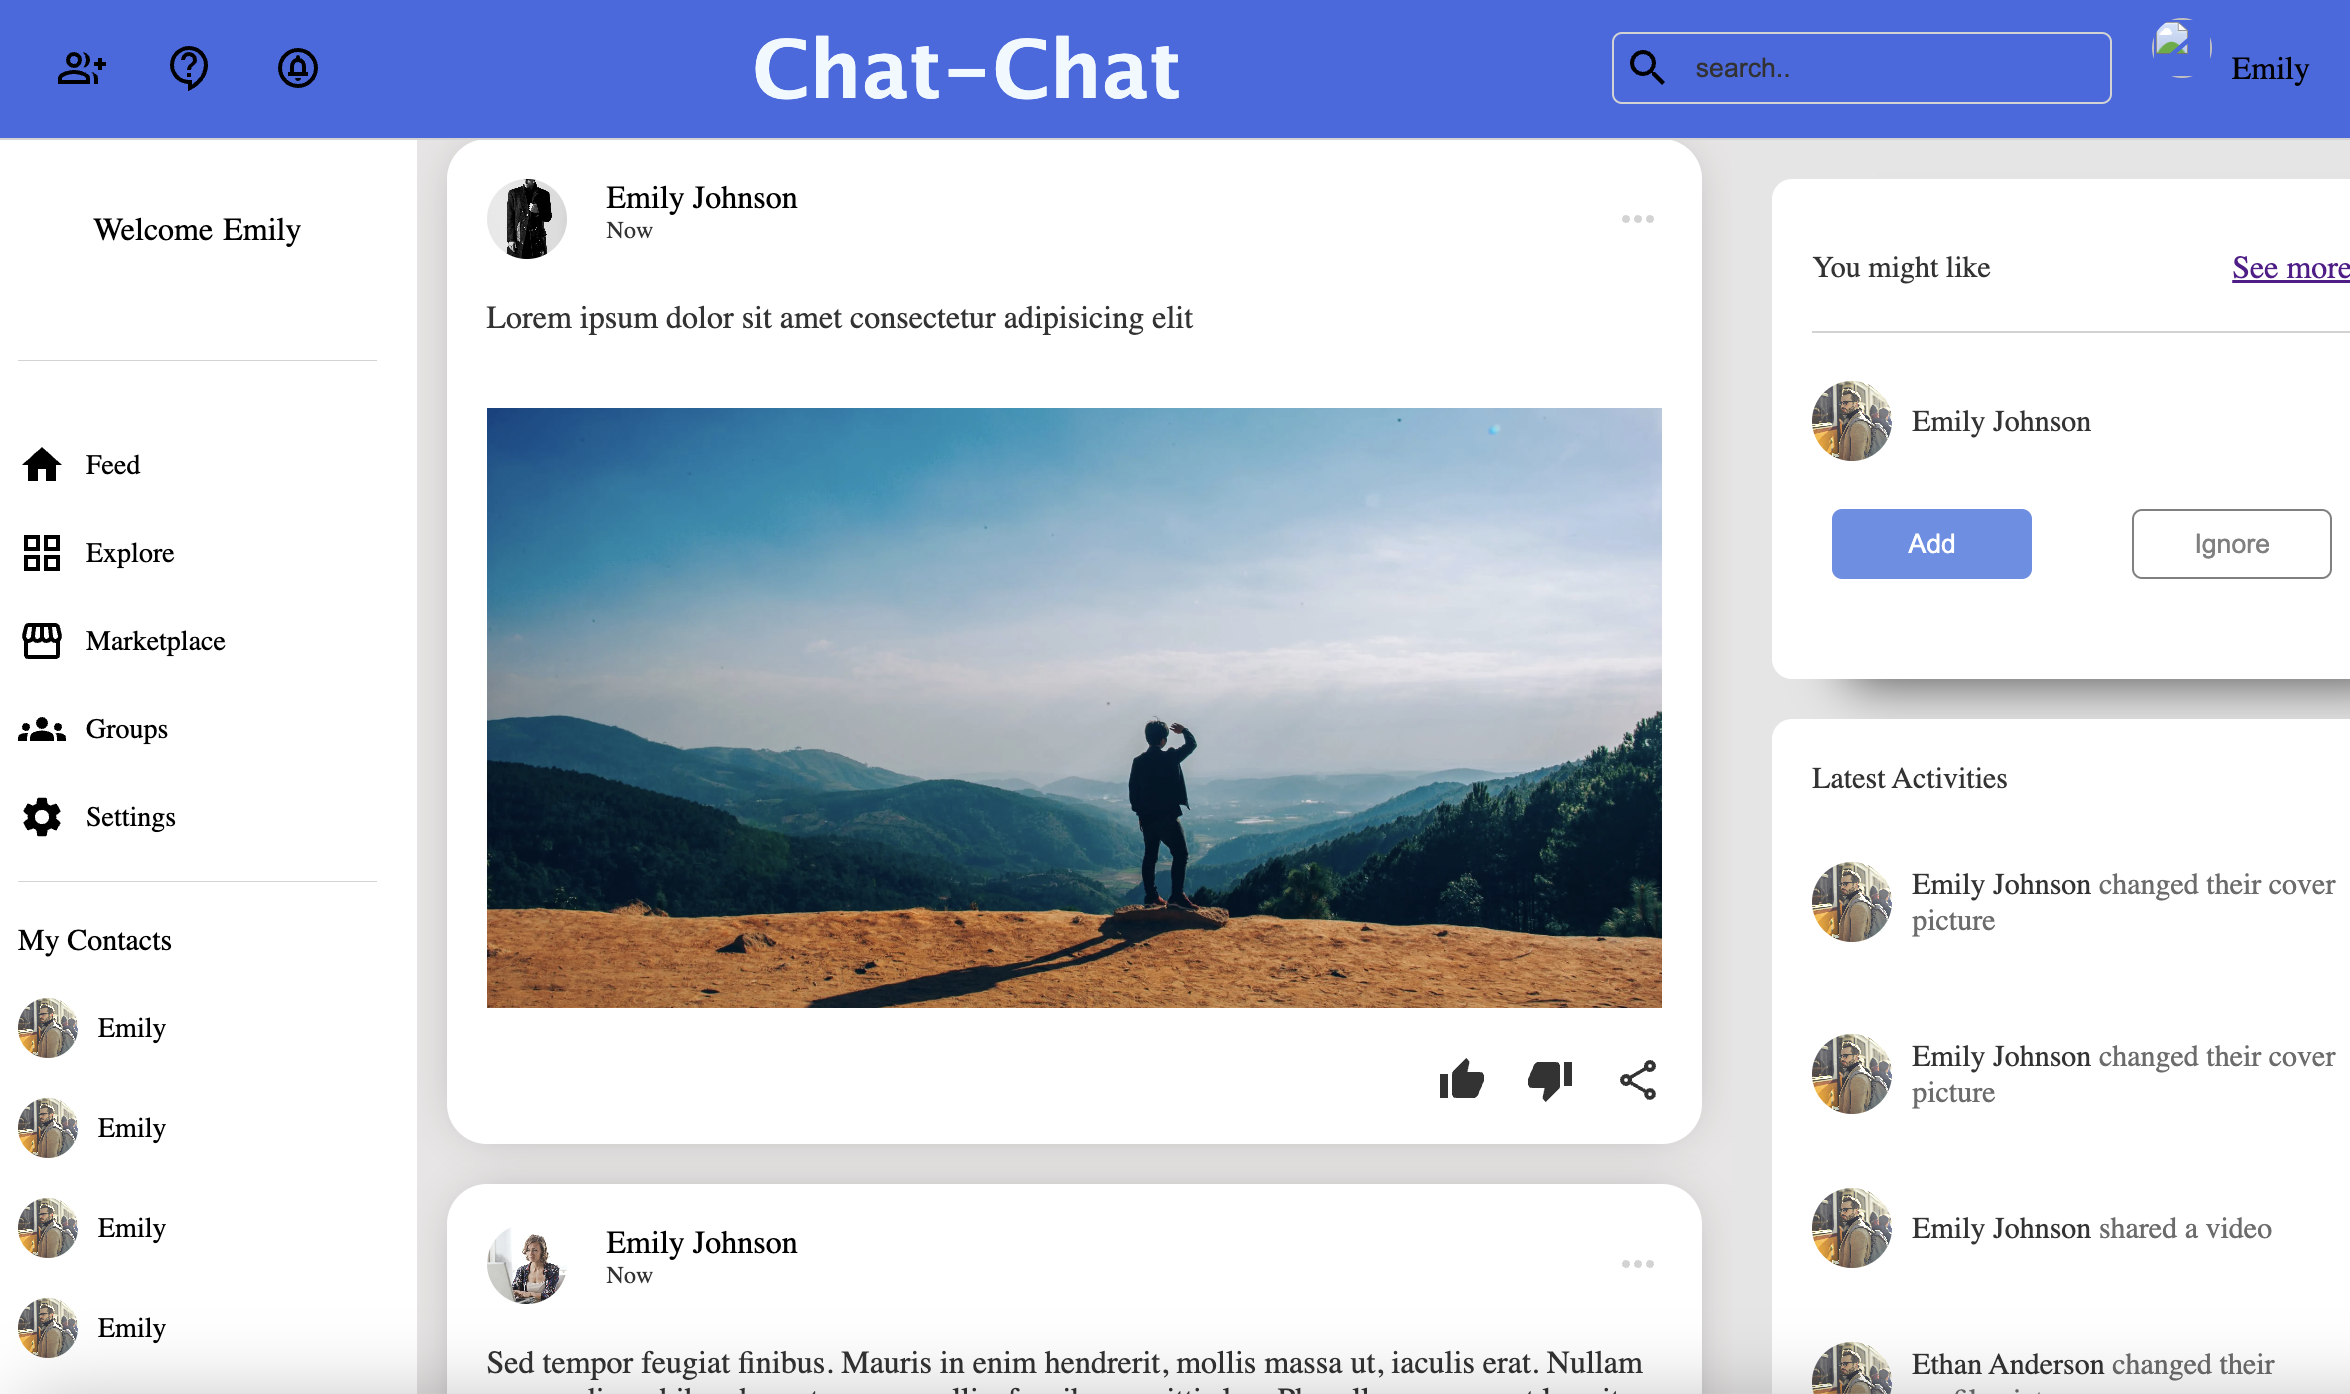 Chat-Chat
search..
Emily
Welcome Emily
Feed
Explore
Marketplace
Groups
Settings
My Contacts
Emily
Emily
Emily
Emily
Emily Johnson
Now
Lorem ipsum dolor sit amet consectetur adipisicing elit
Emily Johnson
Now
Sed tempor feugiat finibus. Mauris in enim hendrerit, mollis massa ut, iaculis erat. Nullam
You might like
See more
Emily Johnson
Add
Ignore
Latest Activities
Emily Johnson changed their cover
picture
Emily Johnson changed their cover
picture
Emily Johnson shared a video
Ethan Anderson changed their